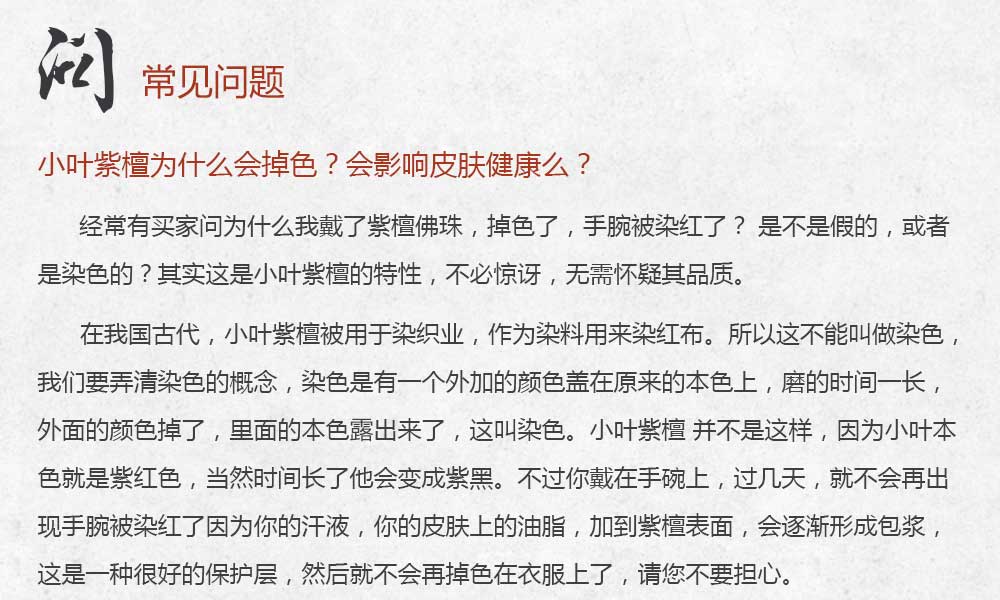 问
常见问题
小叶紫檀为什么会掉色？会影响皮肤健康么？
经常有买家问为什么我戴了紫檀佛珠，掉色了，手腕被染红了？ 是不是假的，或者
是染色的？其实这是小叶紫檀的特性，不必惊讶，无需怀疑其品质。
在我国古代，小叶紫檀被用于染织业，作为染料用来染红布。所以这不能叫做染色，
我们要弄清染色的概念，染色是有一个外加的颜色盖在原来的本色上，磨的时间一长，
外面的颜色掉了，里面的本色露出来了，这叫染色。小叶紫檀 并不是这样，因为小叶本
色就是紫红色，当然时间长了他会变成紫黑。不过你戴在手碗上，过几天，就不会再出
现手腕被染红了因为你的汗液，你的皮肤上的油脂，加到紫檀表面，会逐渐形成包浆，
这是一种很好的保护层，然后就不会再掉色在衣服上了，请您不要担心。